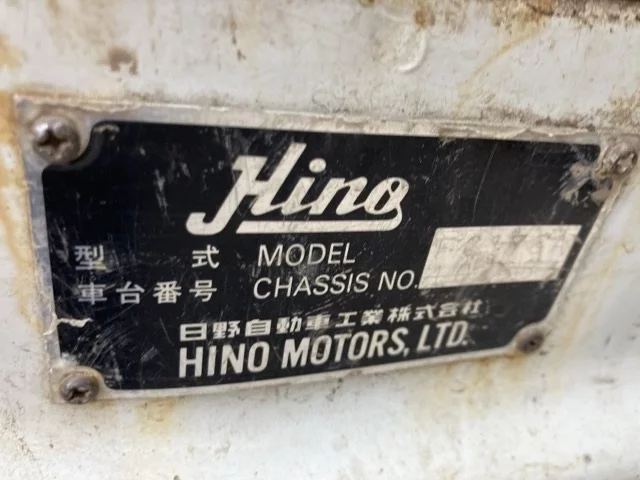 Hino
型式 MODEL
車台番号 CHASSIS NO.
日野自動車工業株式会社
HINO MOTORS, LTD.